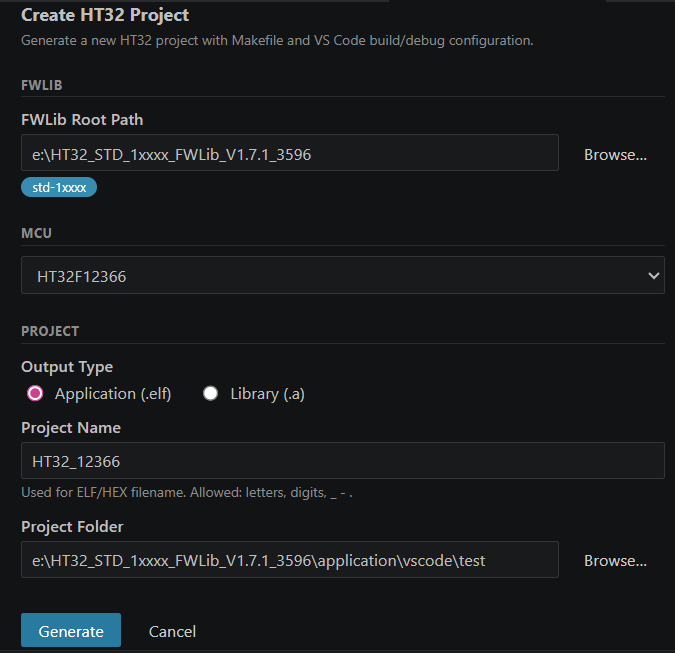 Create HT32 Project
Generate a new HT32 project with Makefile and VS Code build/debug configuration.
FWLIB
FWLib Root Path
e:\HT32_STD_1xxxx_FWLib_V1.7.1_3596
Browse...
std-1xxxx
MCU
HT32F12366
PROJECT
Output Type
Application (.elf) Library (.a)
Project Name
HT32_12366
Used for ELF/HEX filename. Allowed: letters, digits, _ - .
Project Folder
e:\HT32_STD_1xxxx_FWLib_V1.7.1_3596\application\vscode\test
Browse...
Generate Cancel